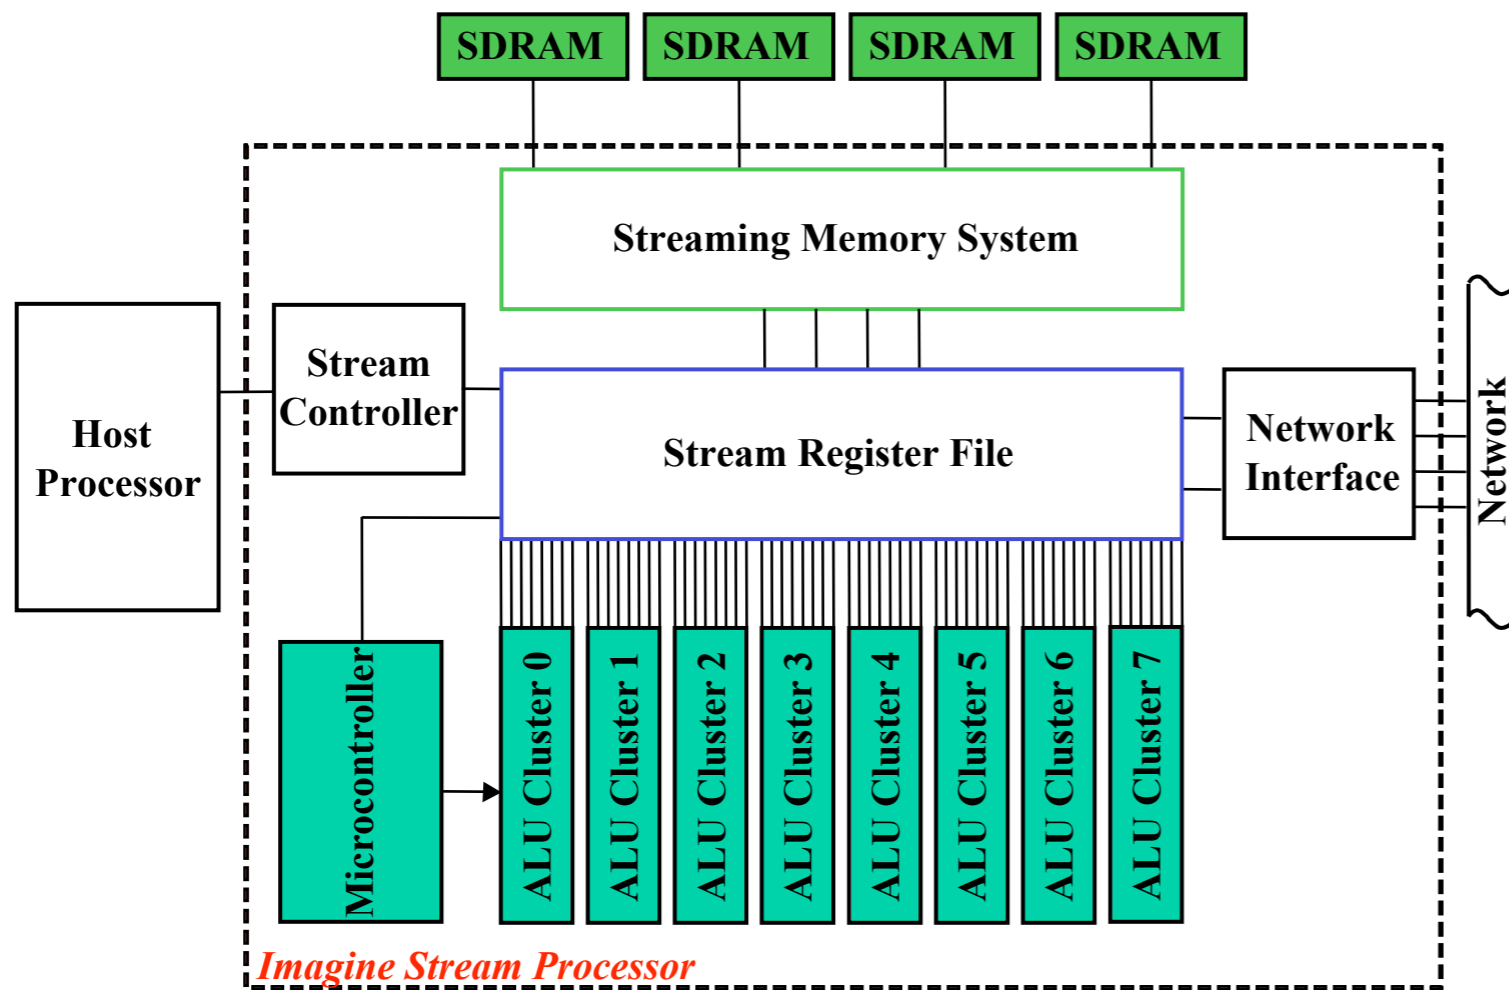 SDRAM SDRAM SDRAM SDRAM
Streaming Memory System
Host
Processor
Stream
Controller
Stream Register File
Network
Interface
Network
Microcontroller
ALU Cluster 0
ALU Cluster 1
ALU Cluster 2
ALU Cluster 3
ALU Cluster 4
ALU Cluster 5
ALU Cluster 6
ALU Cluster 7
Imagine Stream Processor